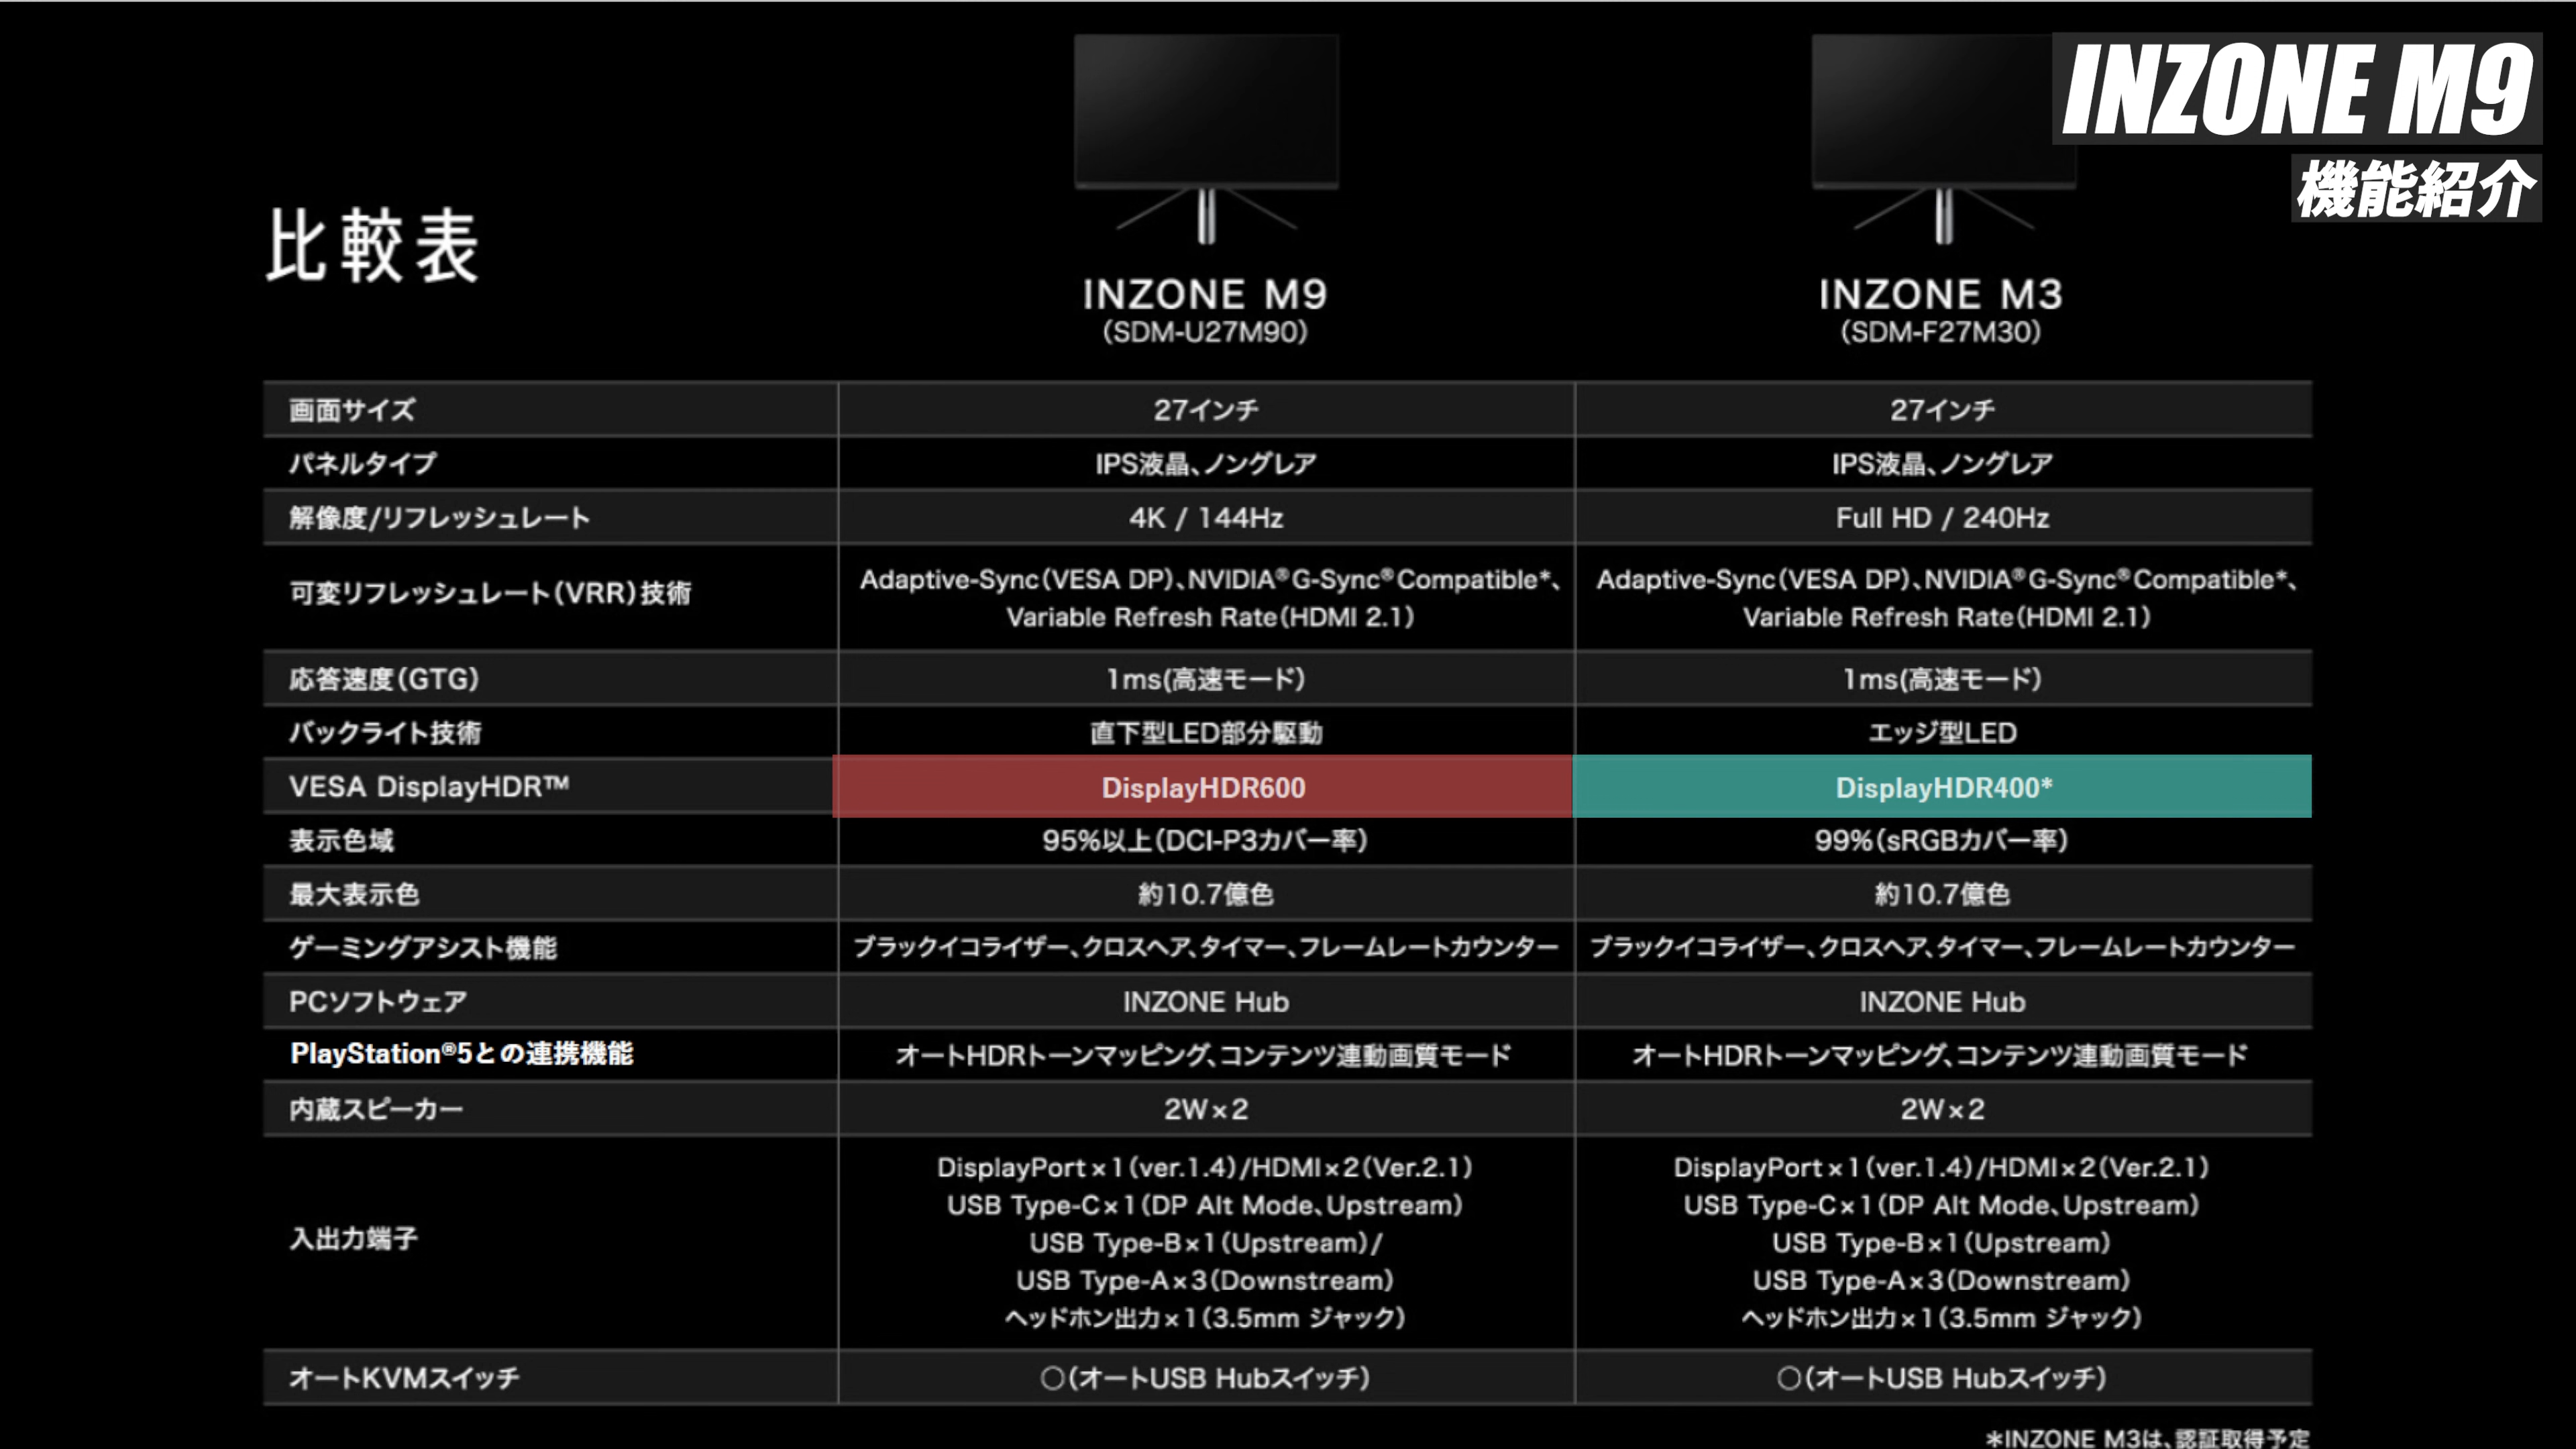 INZONE M9
機能紹介
比較表
INZONE M9
(SDM-U27M90)
INZONE M3
(SDM-F27M30)
画面サイズ 27インチ 27インチ
パネルタイプ IPS液晶、ノングレア IPS液晶、ノングレア
解像度/リフレッシュレート 4K / 144Hz Full HD / 240Hz
可変リフレッシュレート(VRR)技術
Adaptive-Sync(VESA DP)、NVIDIA®G-Sync®Compatible*、
Variable Refresh Rate(HDMI 2.1)
Adaptive-Sync(VESA DP)、NVIDIA®G-Sync®Compatible*、
Variable Refresh Rate(HDMI 2.1)
応答速度(GTG) 1ms(高速モード) 1ms(高速モード)
バックライト技術 直下型LED部分駆動 エッジ型LED
VESA DisplayHDR™ DisplayHDR600 DisplayHDR400*
表示色域 95%以上(DCI-P3カバー率) 99%(sRGBカバー率)
最大表示色 約10.7億色 約10.7億色
ゲーミングアシスト機能 ブラックイコライザー、クロスヘア、タイマー、フレームレートカウンター ブラックイコライザー、クロスヘア、タイマー、フレームレートカウンター
PCソフトウェア INZONE Hub INZONE Hub
PlayStation®5との連携機能 オートHDRトーンマッピング、コンテンツ連動画質モード オートHDRトーンマッピング、コンテンツ連動画質モード
内蔵スピーカー 2W×2 2W×2
入出力端子
DisplayPort×1(ver.1.4)/HDMI×2(Ver.2.1)
USB Type-C×1(DP Alt Mode、Upstream)
USB Type-B×1(Upstream)/
USB Type-A×3(Downstream)
ヘッドホン出力×1(3.5mm ジャック)
DisplayPort×1(ver.1.4)/HDMI×2(Ver.2.1)
USB Type-C×1(DP Alt Mode、Upstream)
USB Type-B×1(Upstream)
USB Type-A×3(Downstream)
ヘッドホン出力×1(3.5mm ジャック)
オートKVMスイッチ ○(オートUSB Hubスイッチ) ○(オートUSB Hubスイッチ)
*INZONE M3は、認証取得予定